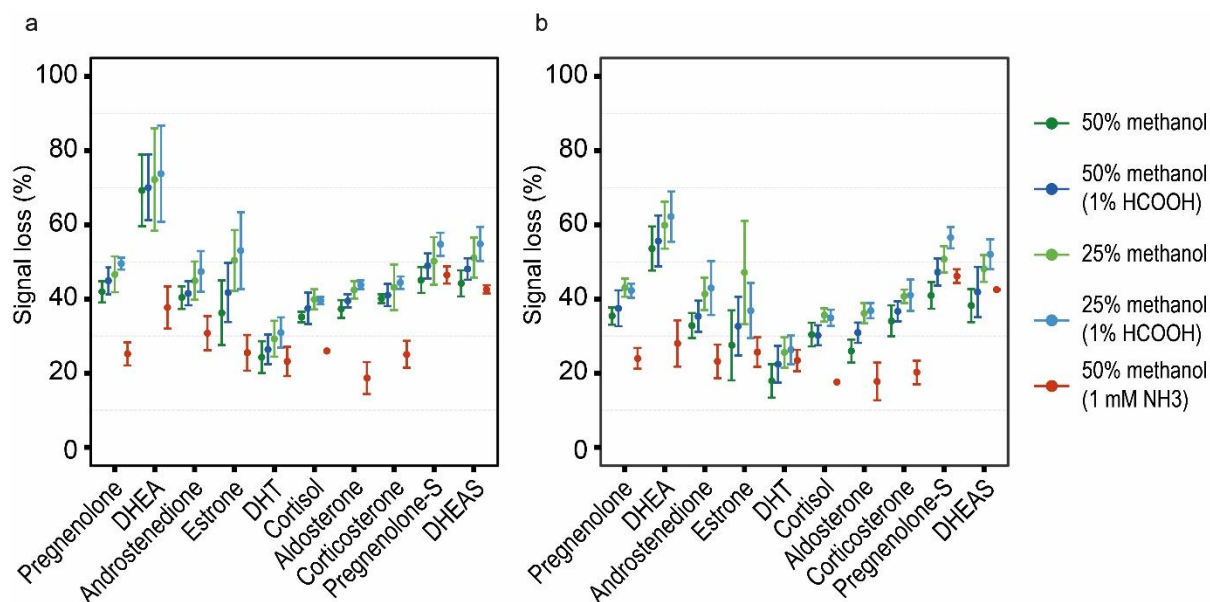 a
Signal loss (%)
100
80
60
40
20
0
Pregnenolone
DHEA
Androstenedione
Estrone
DHT
Cortisol
Aldosterone
Corticosterone
Pregnenolone-S
DHEAS
b
Signal loss (%)
100
80
60
40
20
0
Pregnenolone
DHEA
Androstenedione
Estrone
DHT
Cortisol
Aldosterone
Corticosterone
Pregnenolone-S
DHEAS
50% methanol
50% methanol
(1% HCOOH)
25% methanol
25% methanol
(1% HCOOH)
50% methanol
(1 mM NH3)